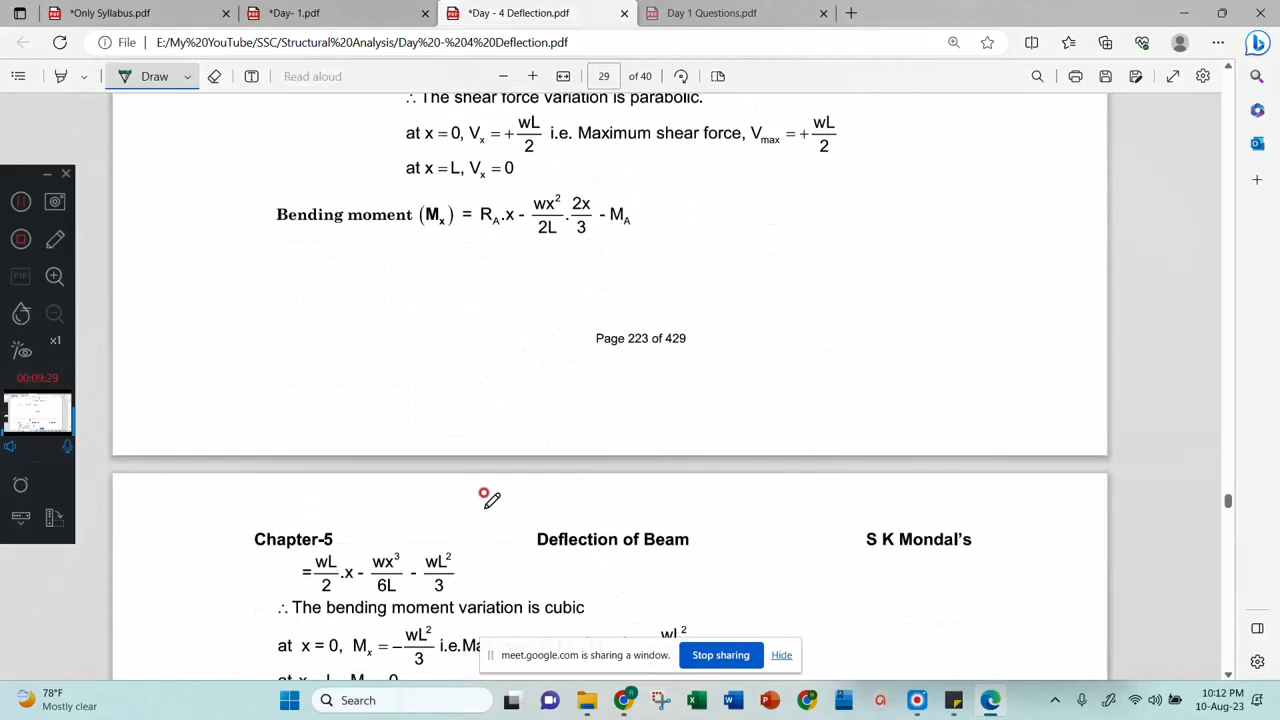 *Only Syllabus.pdf
*Day- 1.pdf
*Day - 4 Deflection.pdf
Day 1 Questions.pdf
File E:/My%20YouTube/SSC/Structural%20Analysis/Day%20-%204%20Deflection.pdf
Draw
Read aloud
29 of 40
∴ The shear force variation is parabolic.
at x = 0, Vx = + wL/2 i.e. Maximum shear force, Vmax = + wL/2
at x = L, Vx = 0
Bending moment (Mx) = RA.x - wx²/2L . 2x/3 - MA
Page 223 of 429
PIP
x1
00:09:29
Chapter-5 Deflection of Beam S K Mondal's
= wL/2 .x - wx³/6L - wL²/3
∴ The bending moment variation is cubic
at x = 0, Mx = − wL²/3 i.e.Ma wL²
meet.google.com is sharing a window. Stop sharing Hide
78°F
Mostly clear
Search
10:12 PM
10-Aug-23